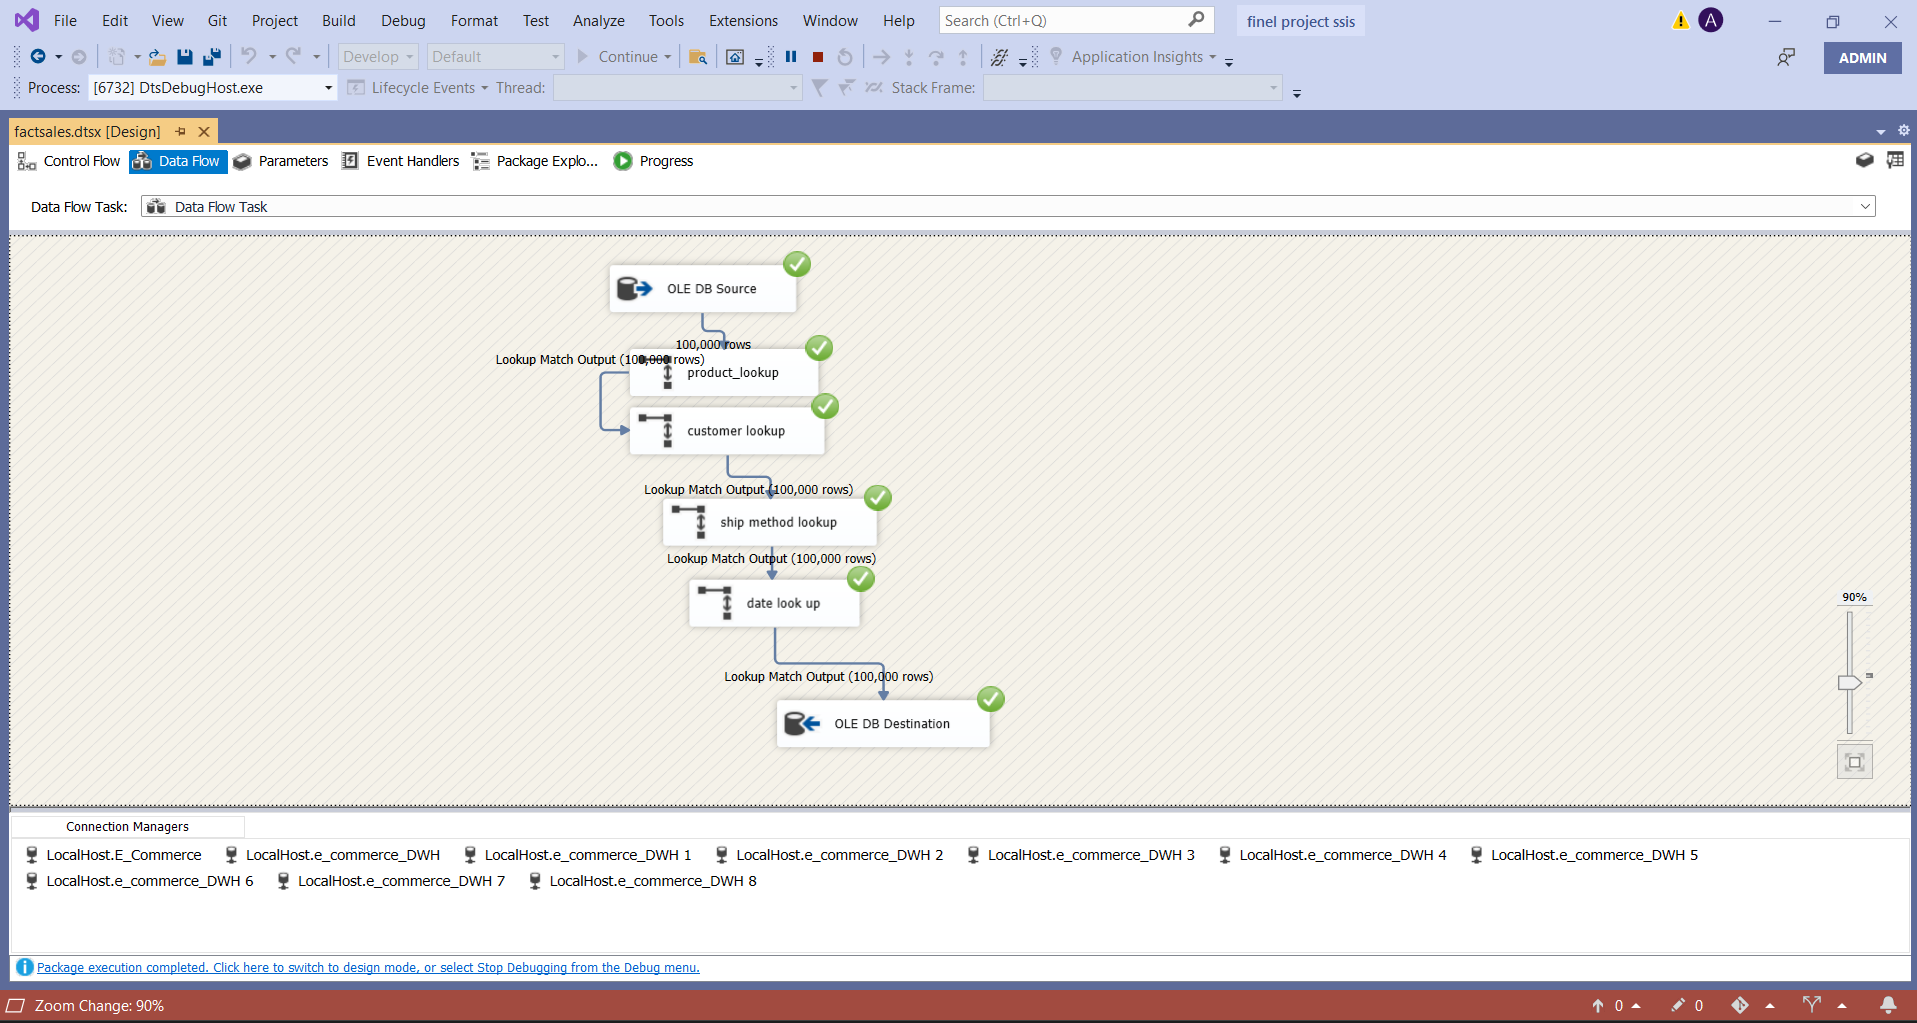 File Edit View Git Project Build Debug Format Test Analyze Tools Extensions Window Help Search (Ctrl+Q) finel project ssis A
Develop Default Continue Application Insights ADMIN
Process: [6732] DtsDebugHost.exe Lifecycle Events Thread: Stack Frame:
factsales.dtsx [Design]
Control Flow Data Flow Parameters Event Handlers Package Explo... Progress
Data Flow Task: Data Flow Task
OLE DB Source
100,000 rows
Lookup Match Output (100,000 rows)
product_lookup
customer lookup
Lookup Match Output (100,000 rows)
ship method lookup
Lookup Match Output (100,000 rows)
date look up
90%
Lookup Match Output (100,000 rows)
OLE DB Destination
Connection Managers
LocalHost.E_Commerce LocalHost.e_commerce_DWH LocalHost.e_commerce_DWH 1 LocalHost.e_commerce_DWH 2 LocalHost.e_commerce_DWH 3 LocalHost.e_commerce_DWH 4 LocalHost.e_commerce_DWH 5
LocalHost.e_commerce_DWH 6 LocalHost.e_commerce_DWH 7 LocalHost.e_commerce_DWH 8
Package execution completed. Click here to switch to design mode, or select Stop Debugging from the Debug menu.
Zoom Change: 90% 0 0